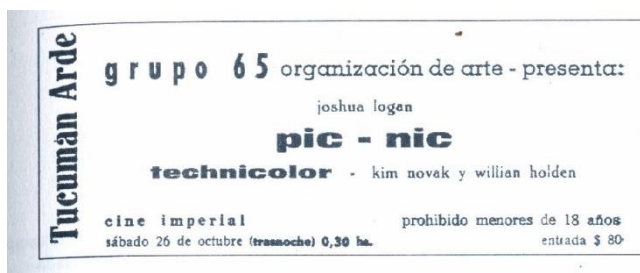 Tucuman Arde
grupo 65 organización de arte - presenta:
joshua logan
pic - nic
technicolor - kim novak y willian holden
cine imperial prohibido menores de 18 años
sábado 26 de octubre (trasnoche) 0,30 hs. entrada $ 80